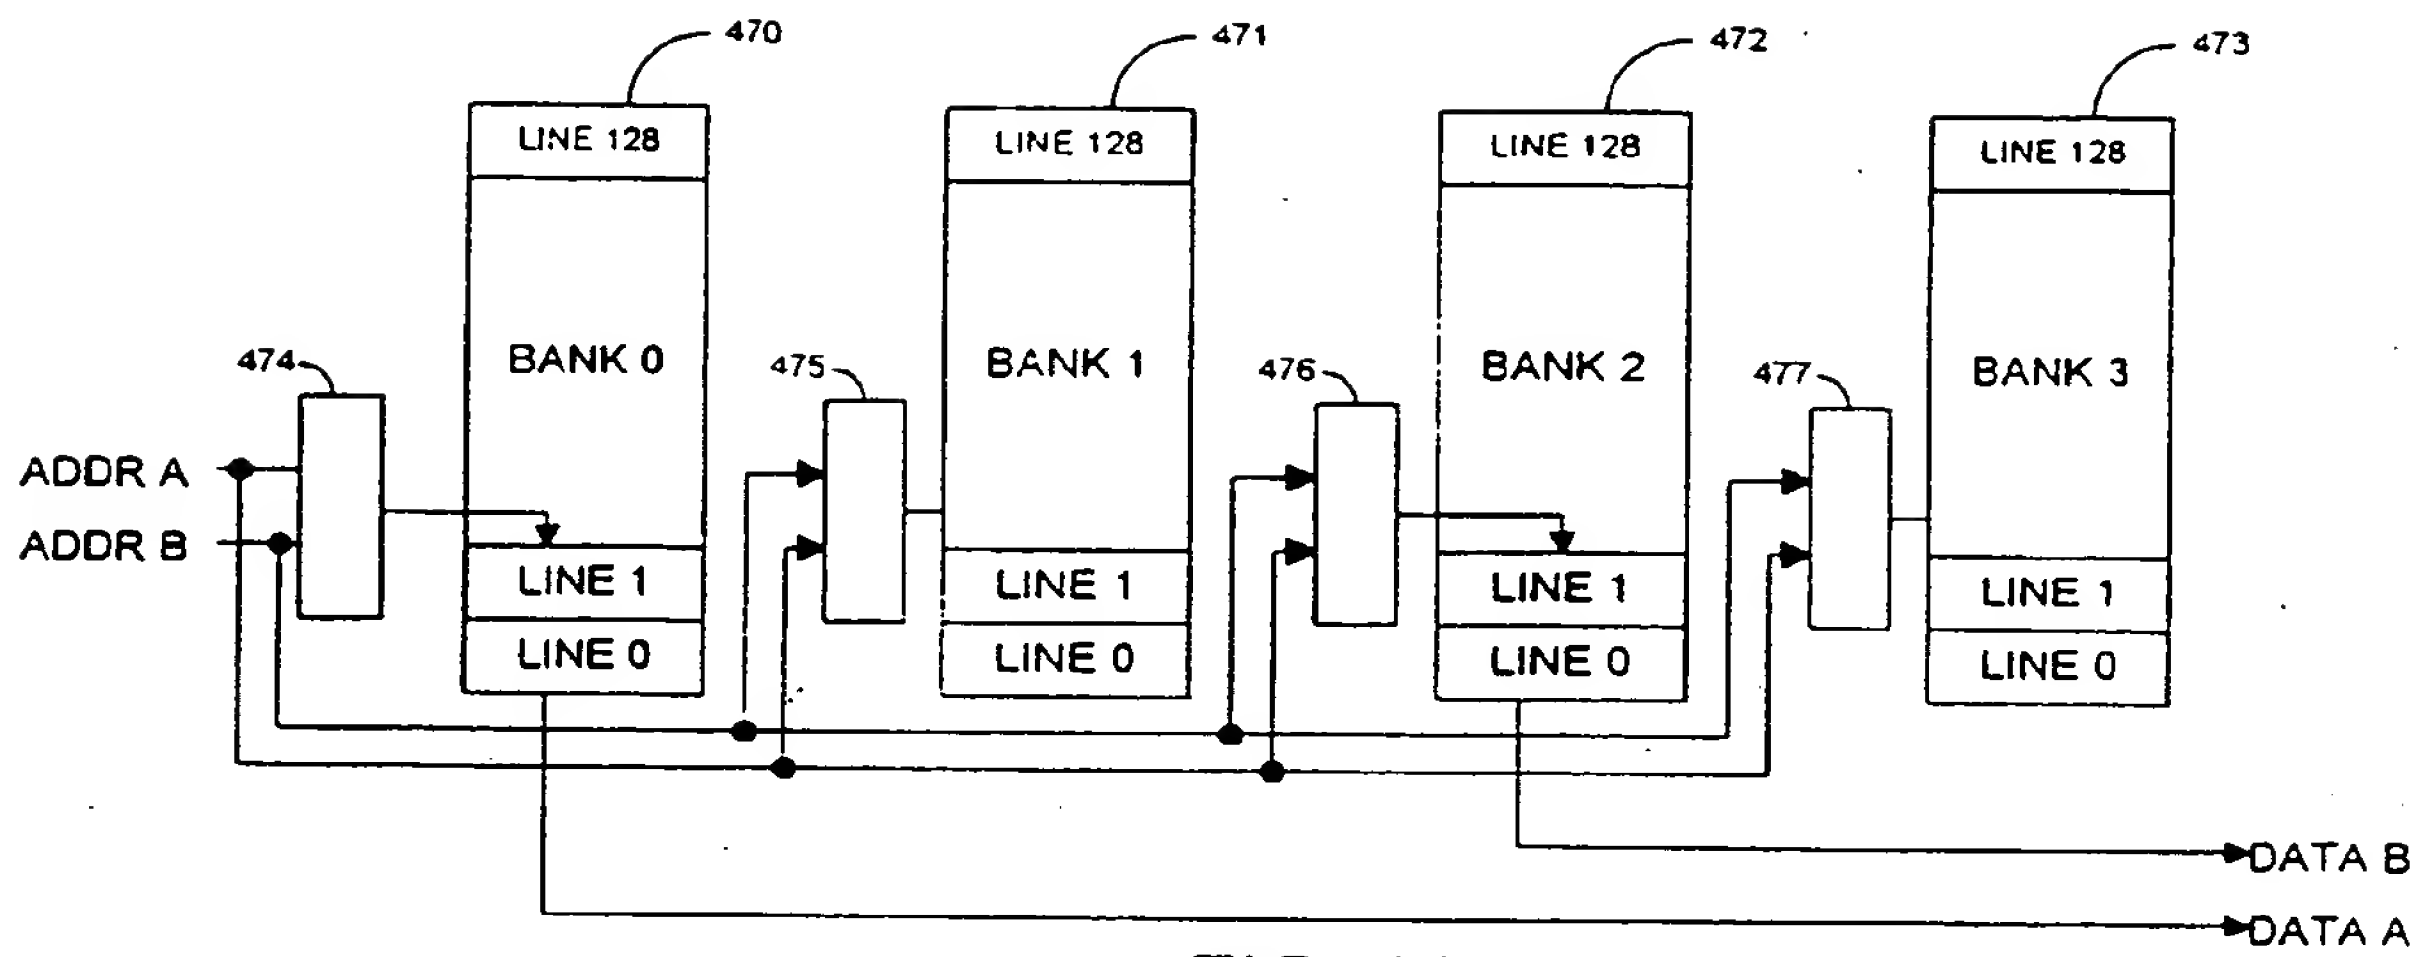 470
471
472
473
LINE 128
LINE 128
LINE 128
LINE 128
474
BANK 0
475
BANK 1
476
BANK 2
477
BANK 3
ADDR A
ADDR B
LINE 1
LINE 1
LINE 1
LINE 1
LINE 0
LINE 0
LINE 0
LINE 0
DATA B
DATA A